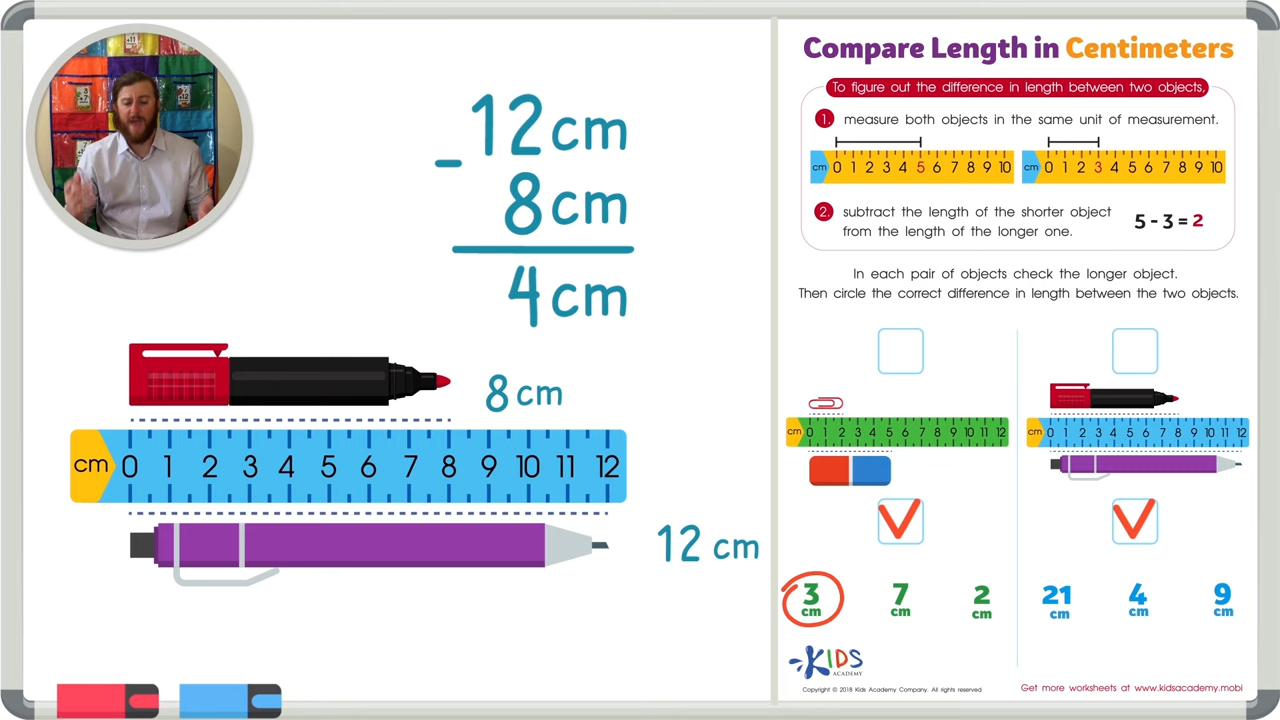 12 cm
- 8 cm
4 cm
8 cm
cm 0 1 2 3 4 5 6 7 8 9 10 11 12
12 cm
Compare Length in Centimeters
To figure out the difference in length between two objects,
1. measure both objects in the same unit of measurement.
cm 0 1 2 3 4 5 6 7 8 9 10
cm 0 1 2 3 4 5 6 7 8 9 10
2. subtract the length of the shorter object
from the length of the longer one.
5 - 3 = 2
In each pair of objects check the longer object.
Then circle the correct difference in length between the two objects.
cm 0 1 2 3 4 5 6 7 8 9 10 11 12
cm 0 1 2 3 4 5 6 7 8 9 10 11 12
3 cm
7 cm
2 cm
21 cm
4 cm
9 cm
KIDS
ACADEMY
Copyright © 2018 Kids Academy Company. All rights reserved
Get more worksheets at www.kidsacademy.mobi